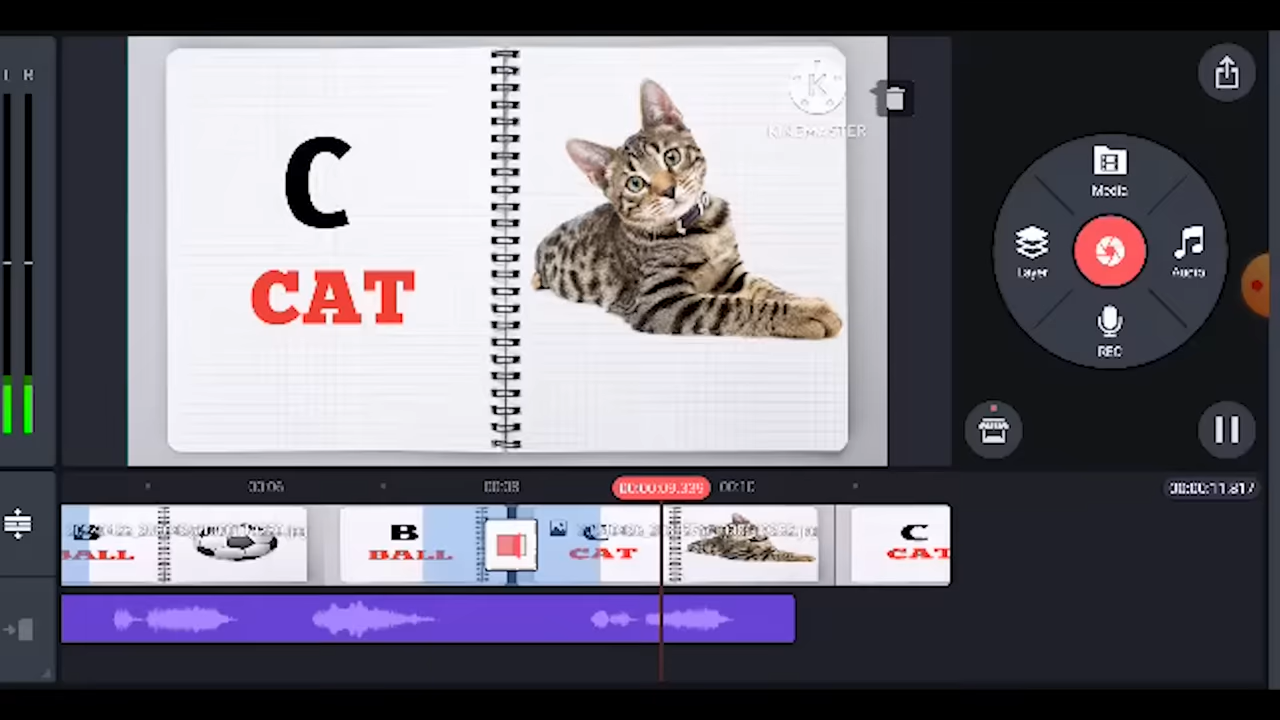 L R
C
CAT
KINEMASTER
Media
Layer
Audio
REC
00:06
00:08
00:00:09.339
00:10
00:00:11.817
B
BALL
B
BALL
C
CAT
C
CAT